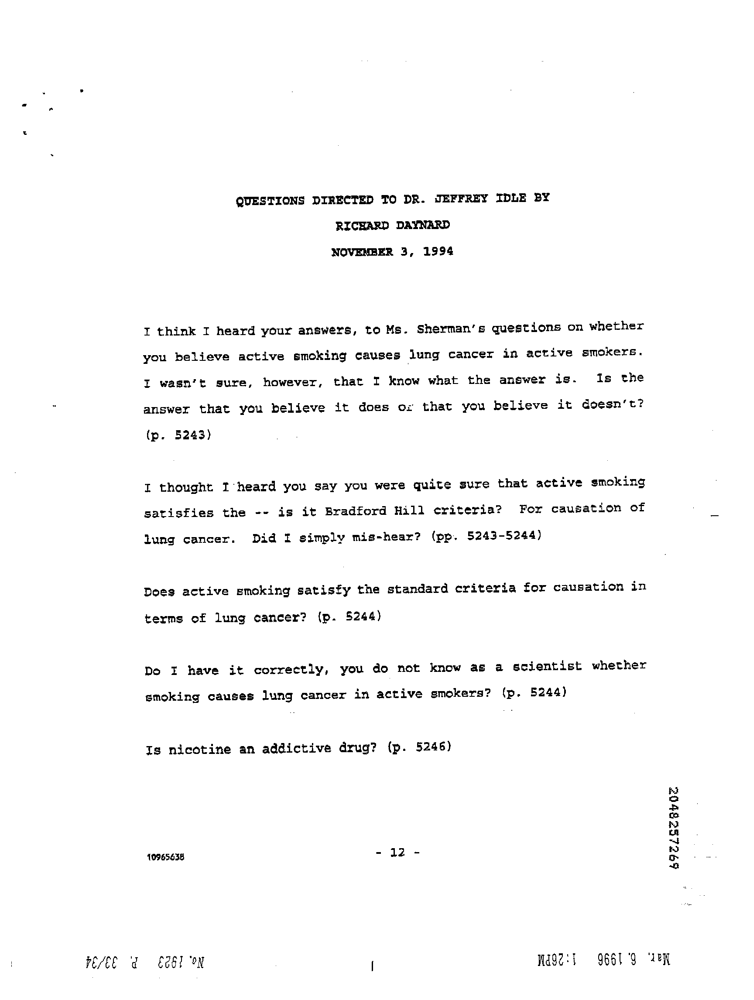 QUESTIONS DIRECTED TO DR. JEFFREY IDLE BY
RICHARD DAYNARD
NOVEMBER 3, 1994
I think I heard your answers, to Ms. Sherman's questions on whether
you believe active smoking causes lung cancer in active smokers.
I wasn't sure, however, that I know what the answer is. Is the
answer that you believe it does or that you believe it doesn't?
(p. 5243)
I thought I heard you say you were quite sure that active smoking
satisfies the -- is it Bradford Hill criteria? For causation of
lung cancer. Did I simply mis-hear? (pp. 5243-5244)
Does active smoking satisfy the standard criteria for causation in
terms of lung cancer? (p. 5244)
Do I have it correctly, you do not know as a scientist whether
smoking causes lung cancer in active smokers? (p. 5244)
Is nicotine an addictive drug? (p. 5246)
2048257269
10965638
- 12 -
No. 1923 P. 33/34
Mar. 6. 1996 1:26PM